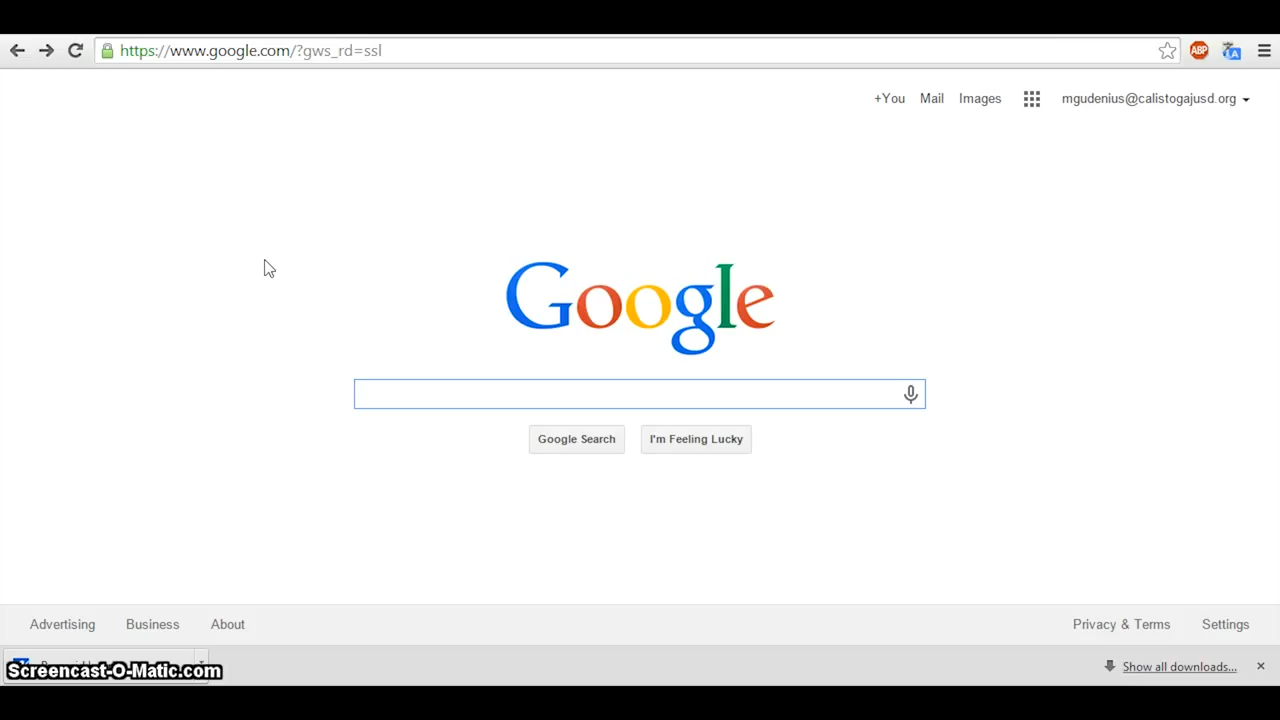 https://www.google.com/?gws_rd=ssl
ABP
+You Mail Images mgudenius@calistogajusd.org
Google
Google Search I'm Feeling Lucky
Advertising Business About Privacy & Terms Settings
Screencast-O-Matic.com Show all downloads...